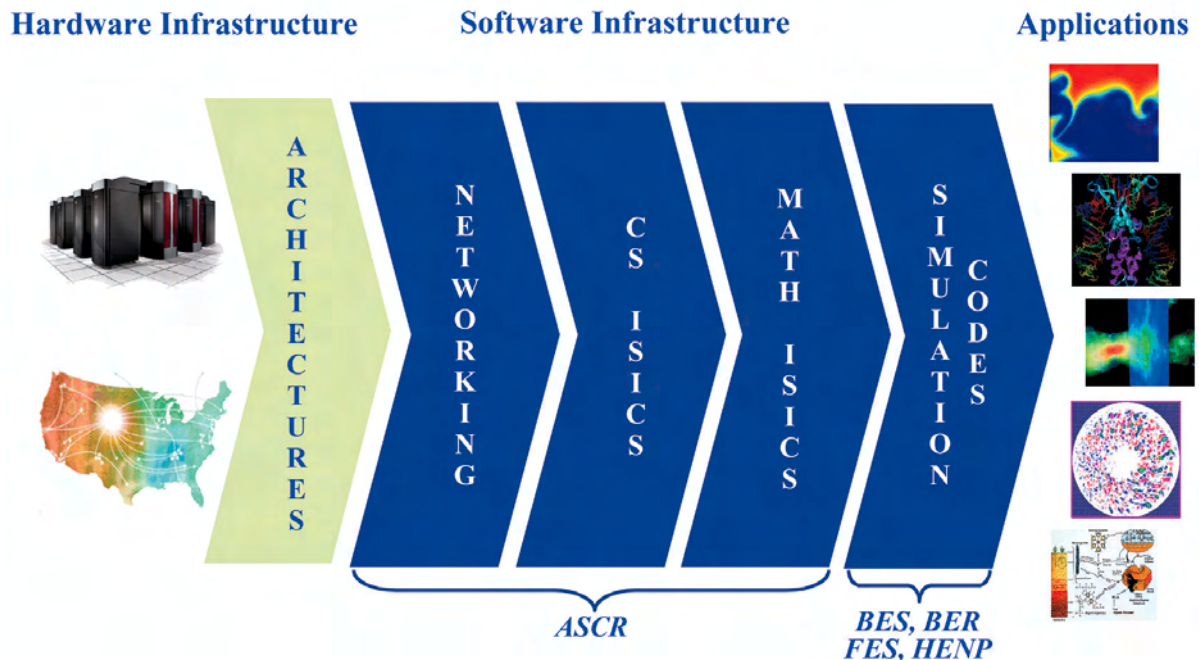 Hardware Infrastructure
Software Infrastructure
Applications
ARCHITECTURES
NETWORKING
CS ISICS
MATH ISICS
SIMULATION
CODES
ASCR
BES, BER
FES, HENP